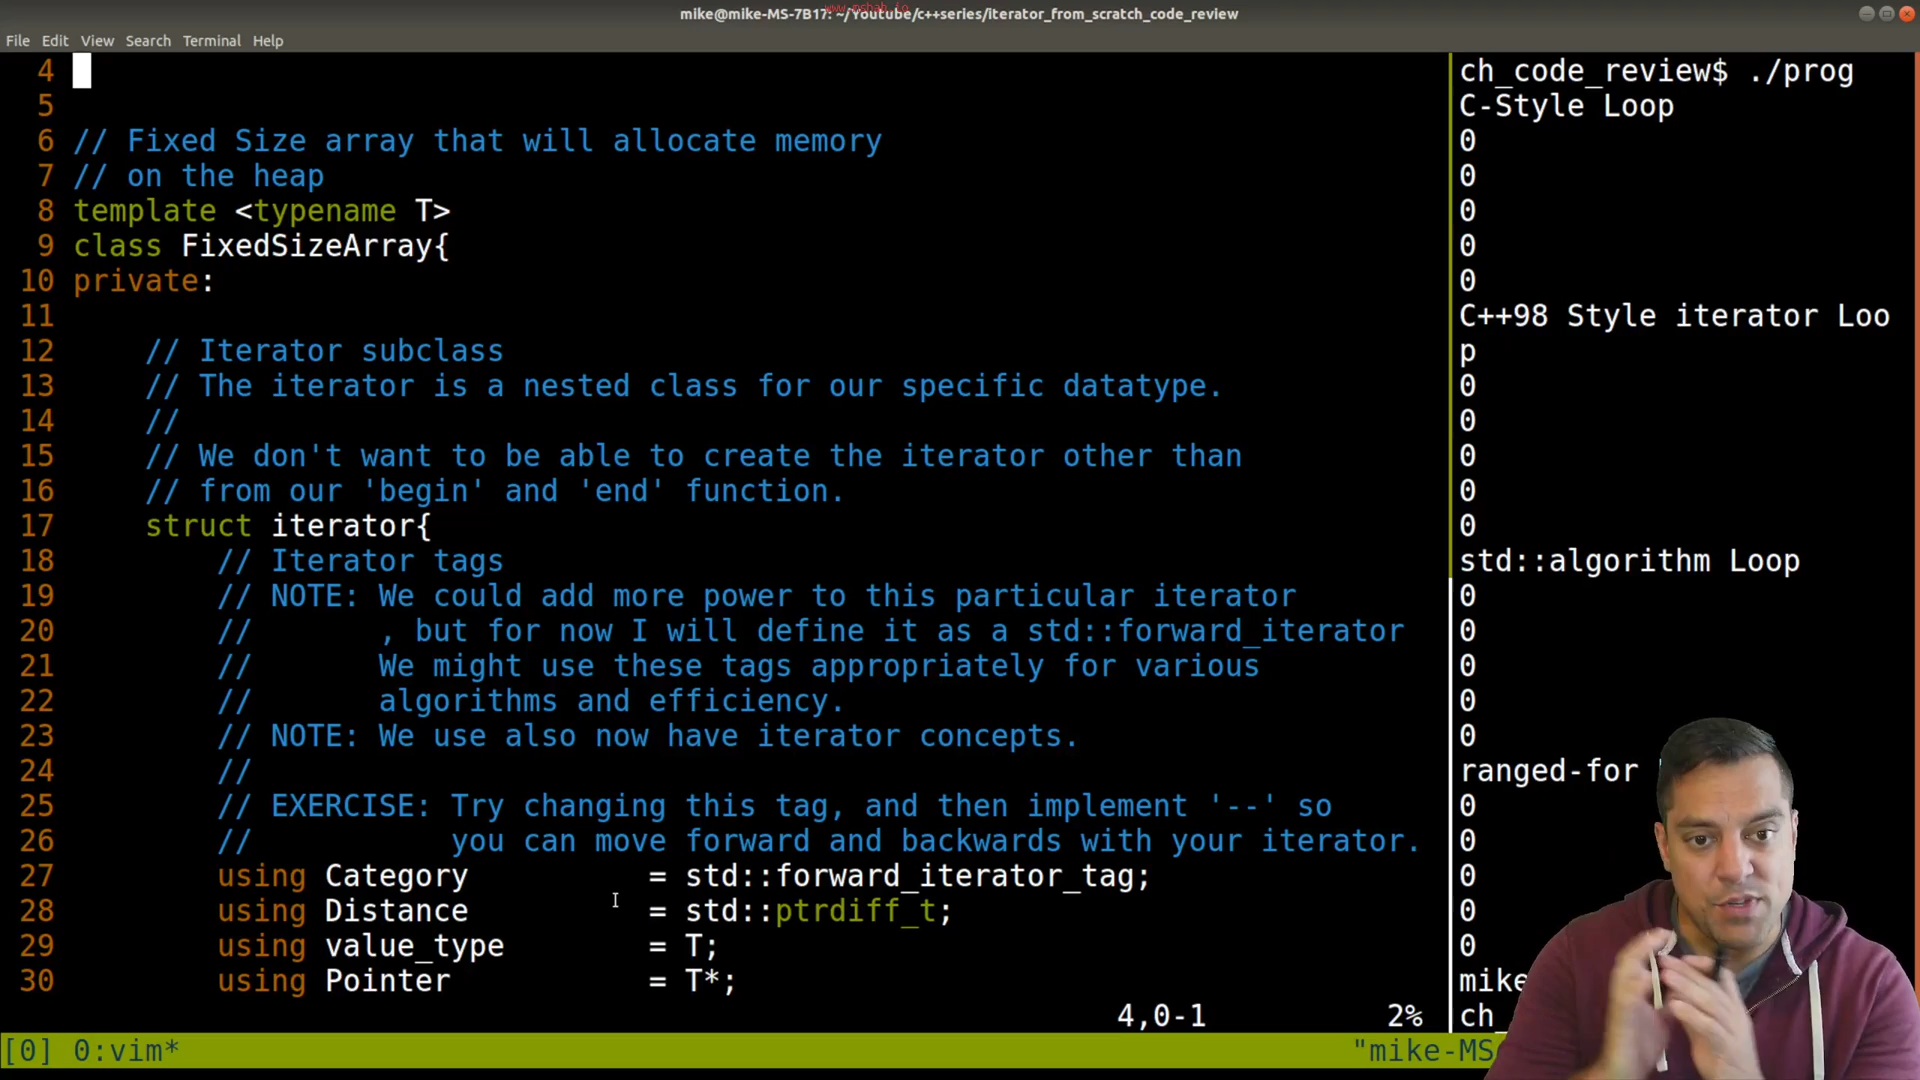 www.mshah.io
mike@mike-MS-7B17: ~/Youtube/c++series/iterator_from_scratch_code_review
File Edit View Search Terminal Help
4
5
6 // Fixed Size array that will allocate memory
7 // on the heap
8 template <typename T>
9 class FixedSizeArray{
10 private:
11
12 // Iterator subclass
13 // The iterator is a nested class for our specific datatype.
14 //
15 // We don't want to be able to create the iterator other than
16 // from our 'begin' and 'end' function.
17 struct iterator{
18 // Iterator tags
19 // NOTE: We could add more power to this particular iterator
20 // , but for now I will define it as a std::forward_iterator
21 // We might use these tags appropriately for various
22 // algorithms and efficiency.
23 // NOTE: We use also now have iterator concepts.
24 //
25 // EXERCISE: Try changing this tag, and then implement '--' so
26 // you can move forward and backwards with your iterator.
27 using Category = std::forward_iterator_tag;
28 using Distance = std::ptrdiff_t;
29 using value_type = T;
30 using Pointer = T*;
4,0-1 2%
ch_code_review$ ./prog
C-Style Loop
0
0
0
0
0
C++98 Style iterator Loo
p
0
0
0
0
0
std::algorithm Loop
0
0
0
0
0
ranged-for
0
0
0
0
0
mike
ch_
[0] 0:vim* "mike-MS